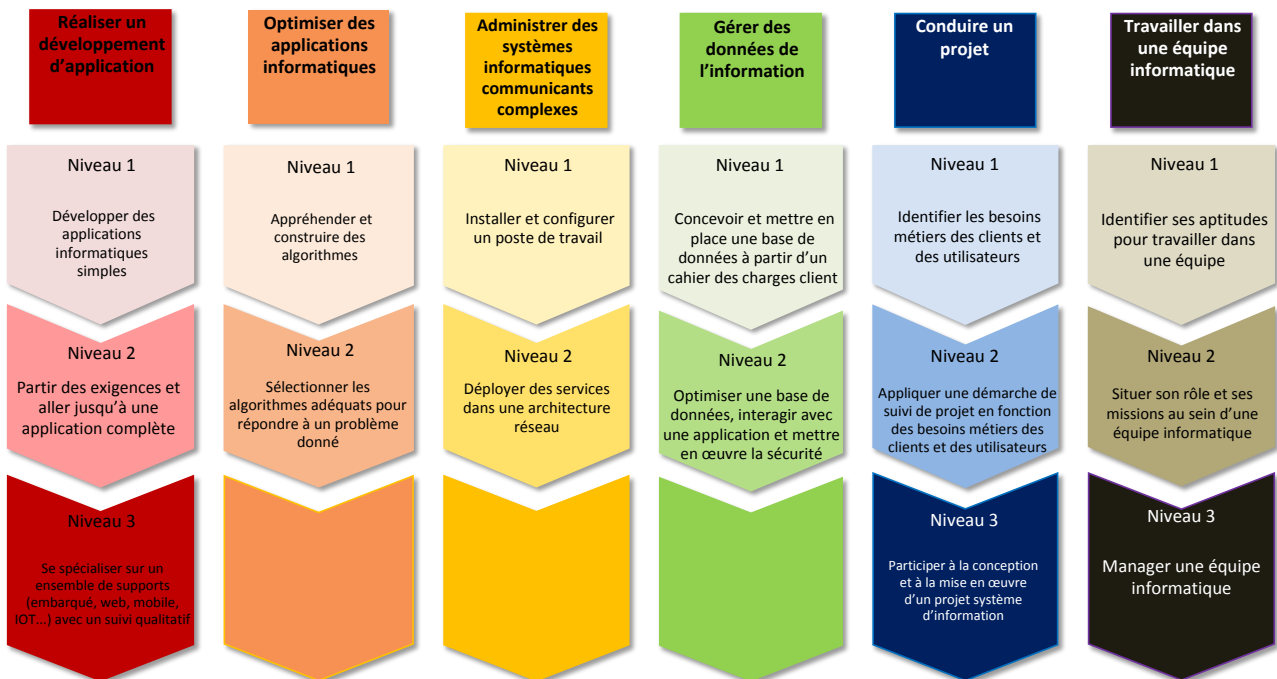 Réaliser un
développement
d'application
Optimiser des
applications
informatiques
Administrer des
systèmes
informatiques
communicants
complexes
Gérer des
données de
l'information
Conduire un
projet
Travailler dans
une équipe
informatique
Niveau 1
Développer des
applications
informatiques
simples
Niveau 1
Appréhender et
construire des
algorithmes
Niveau 1
Installer et configurer
un poste de travail
Niveau 1
Concevoir et mettre en
place une base de
données à partir d'un
cahier des charges client
Niveau 1
Identifier les besoins
métiers des clients et
des utilisateurs
Niveau 1
Identifier ses aptitudes
pour travailler dans
une équipe
Niveau 2
Partir des exigences et
aller jusqu'à une
application complète
Niveau 2
Sélectionner les
algorithmes adéquats pour
répondre à un problème
donné
Niveau 2
Déployer des services
dans une architecture
réseau
Niveau 2
Optimiser une base de
données, interagir avec
une application et mettre
en œuvre la sécurité
Niveau 2
Appliquer une démarche de
suivi de projet en fonction
des besoins métiers des
clients et des utilisateurs
Niveau 2
Situer son rôle et ses
missions au sein d'une
équipe informatique
Niveau 3
Se spécialiser sur un
ensemble de supports
(embarqué, web, mobile,
IOT...) avec un suivi qualitatif
Niveau 3
Participer à la conception
et à la mise en œuvre
d'un projet système
d'information
Niveau 3
Manager une équipe
informatique